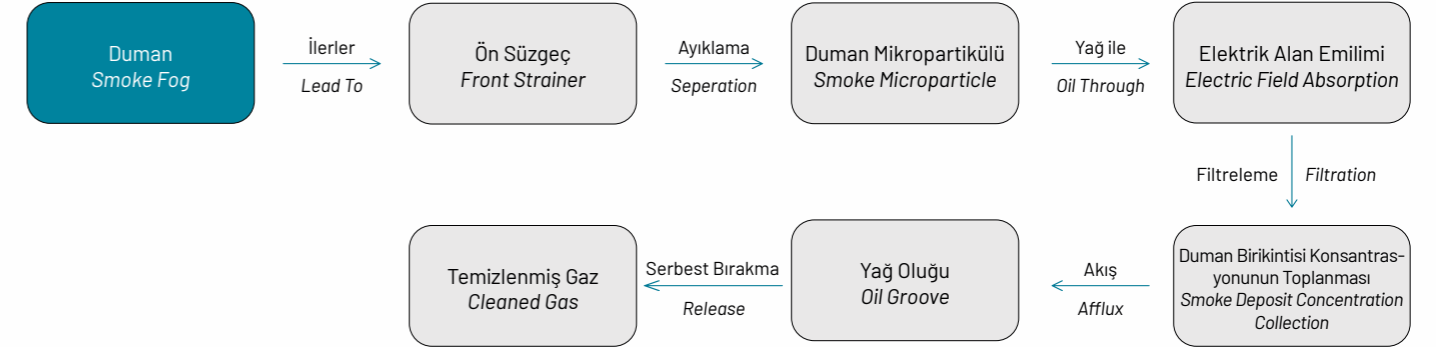 Duman
Smoke Fog
İlerler
Lead To
Ön Süzgeç
Front Strainer
Ayıklama
Seperation
Duman Mikropartikülü
Smoke Microparticle
Yağ ile
Oil Through
Elektrik Alan Emilimi
Electric Field Absorption
Filtreleme
Filtration
Duman Birikintisi Konsantras-
yonunun Toplanması
Smoke Deposit Concentration
Collection
Akış
Afflux
Yağ Oluğu
Oil Groove
Serbest Bırakma
Release
Temizlenmiş Gaz
Cleaned Gas